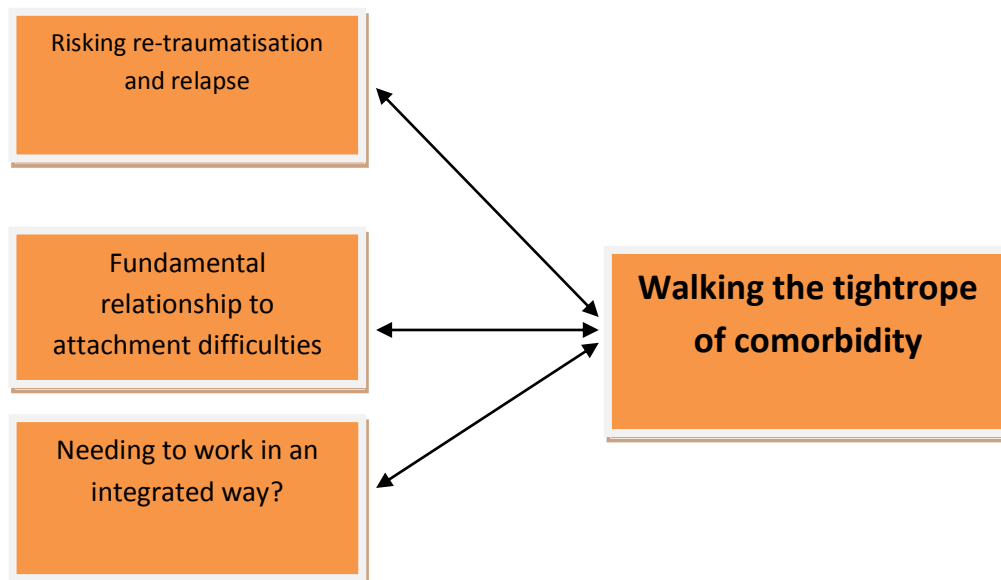 Risking re-traumatisation
and relapse
Fundamental
relationship to
attachment difficulties
Needing to work in an
integrated way?
Walking the tightrope
of comorbidity